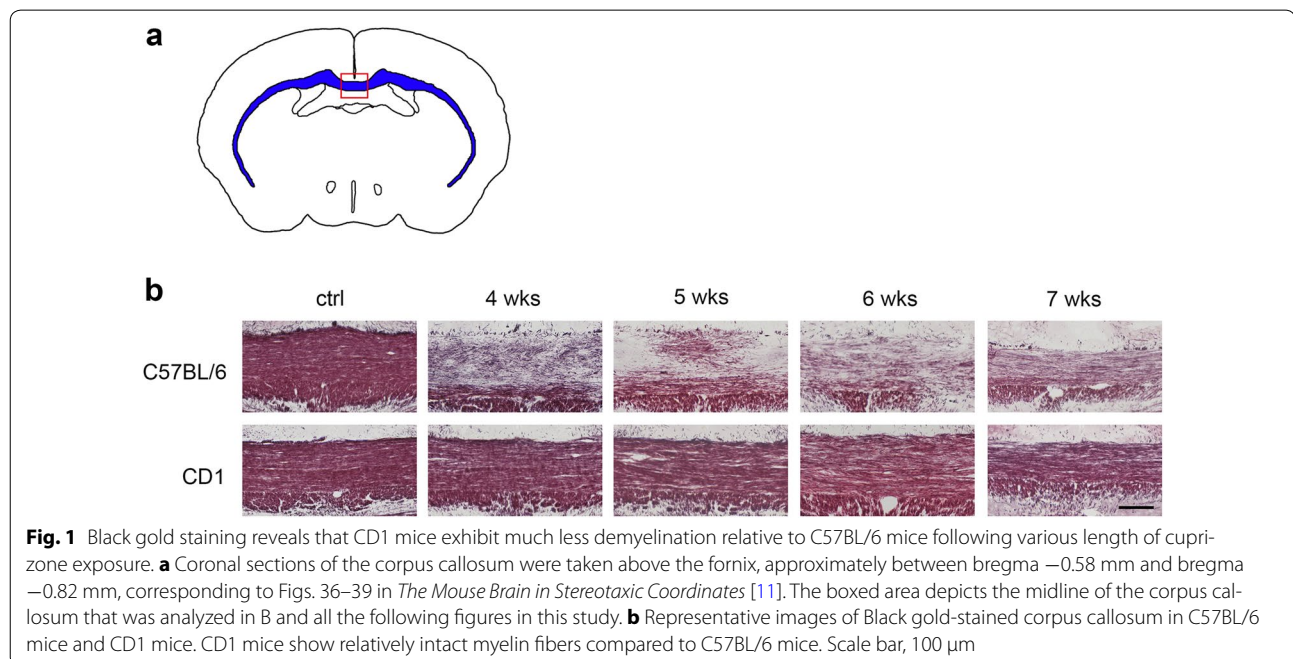 a
b
ctrl 4 wks 5 wks 6 wks 7 wks
C57BL/6
CD1
Fig. 1 Black gold staining reveals that CD1 mice exhibit much less demyelination relative to C57BL/6 mice following various length of cupri-
zone exposure. a Coronal sections of the corpus callosum were taken above the fornix, approximately between bregma −0.58 mm and bregma
−0.82 mm, corresponding to Figs. 36–39 in The Mouse Brain in Stereotaxic Coordinates [11]. The boxed area depicts the midline of the corpus cal-
losum that was analyzed in B and all the following figures in this study. b Representative images of Black gold-stained corpus callosum in C57BL/6
mice and CD1 mice. CD1 mice show relatively intact myelin fibers compared to C57BL/6 mice. Scale bar, 100 µm